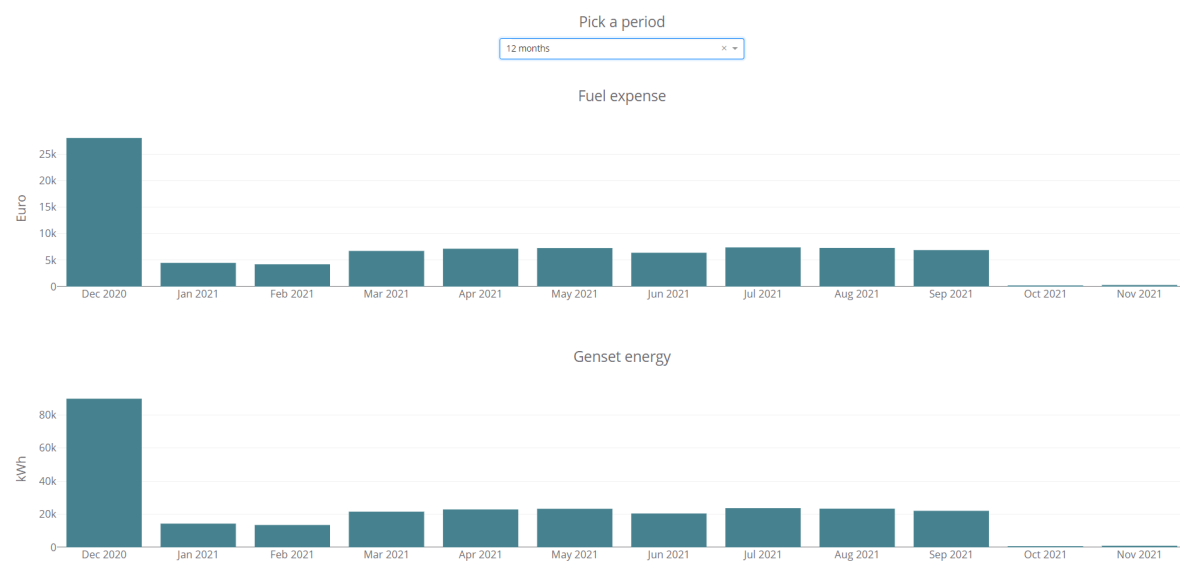 Pick a period
12 months
Fuel expense
25k
20k
15k
10k
5k
0
Euro
Dec 2020 Jan 2021 Feb 2021 Mar 2021 Apr 2021 May 2021 Jun 2021 Jul 2021 Aug 2021 Sep 2021 Oct 2021 Nov 2021
Genset energy
80k
60k
40k
20k
0
kWh
Dec 2020 Jan 2021 Feb 2021 Mar 2021 Apr 2021 May 2021 Jun 2021 Jul 2021 Aug 2021 Sep 2021 Oct 2021 Nov 2021